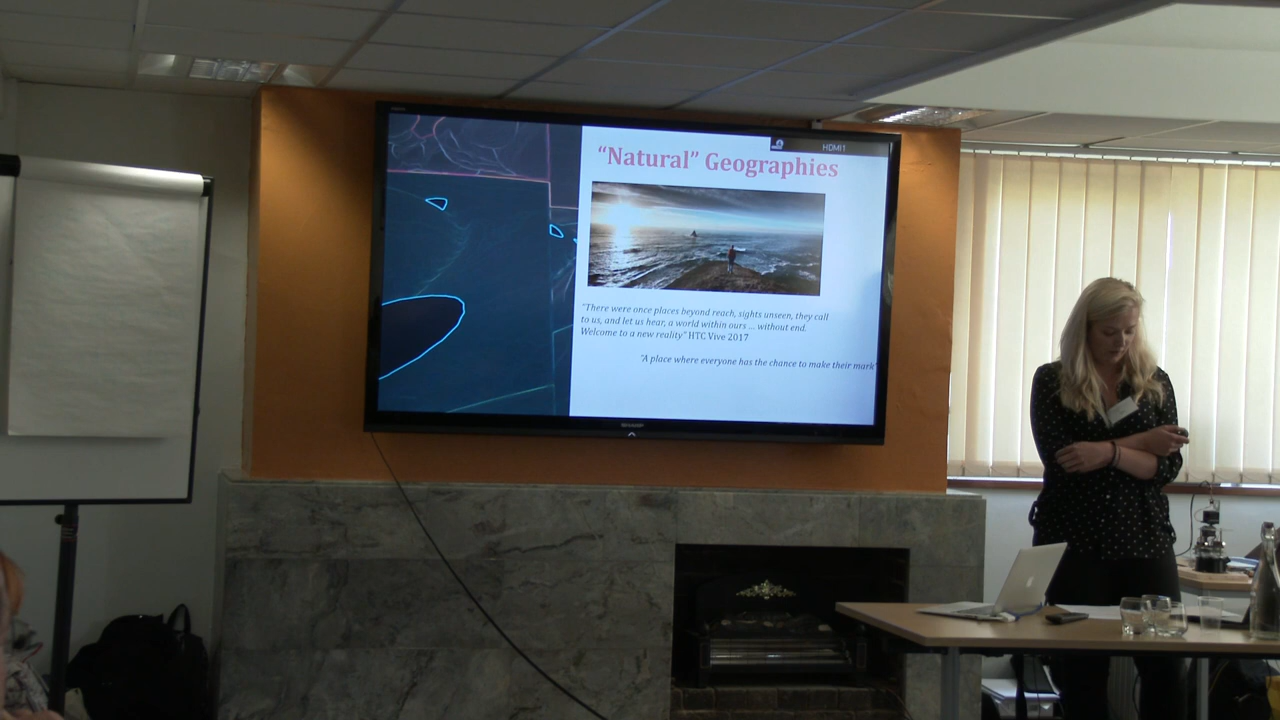 HDMI1
“Natural” Geographies
“There were once places beyond reach, sights unseen, they call
to us, and let us hear, a world within ours ... without end.
Welcome to a new reality” HTC Vive 2017
“A place where everyone has the chance to make their mark”
SHARP